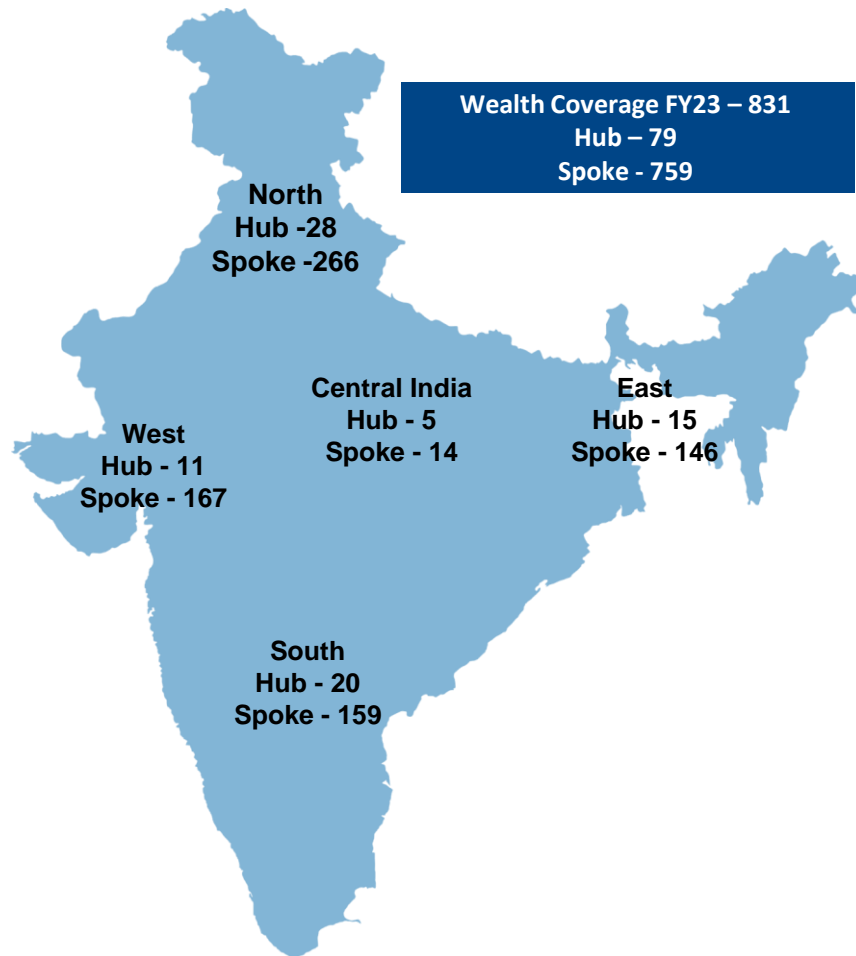 Wealth Coverage FY23 – 831
Hub – 79
Spoke - 759
North
Hub -28
Spoke -266
Central India
Hub - 5
Spoke - 14
East
Hub - 15
Spoke - 146
West
Hub - 11
Spoke - 167
South
Hub - 20
Spoke - 159